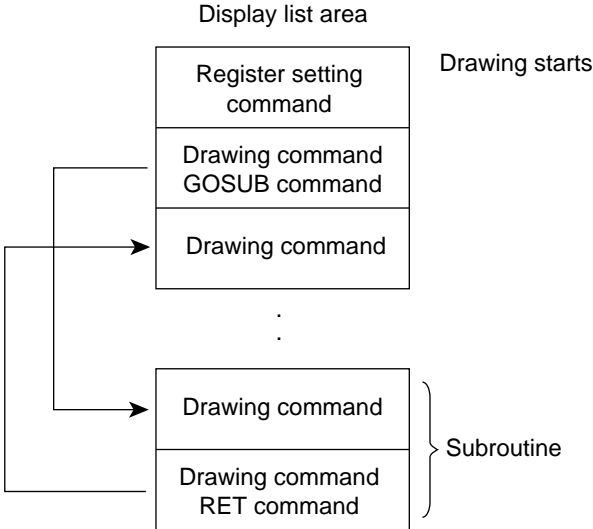 Display list area
Drawing starts
Register setting
command
Drawing command
GOSUB command
Drawing command
.
.
Drawing command
Subroutine
Drawing command
RET command